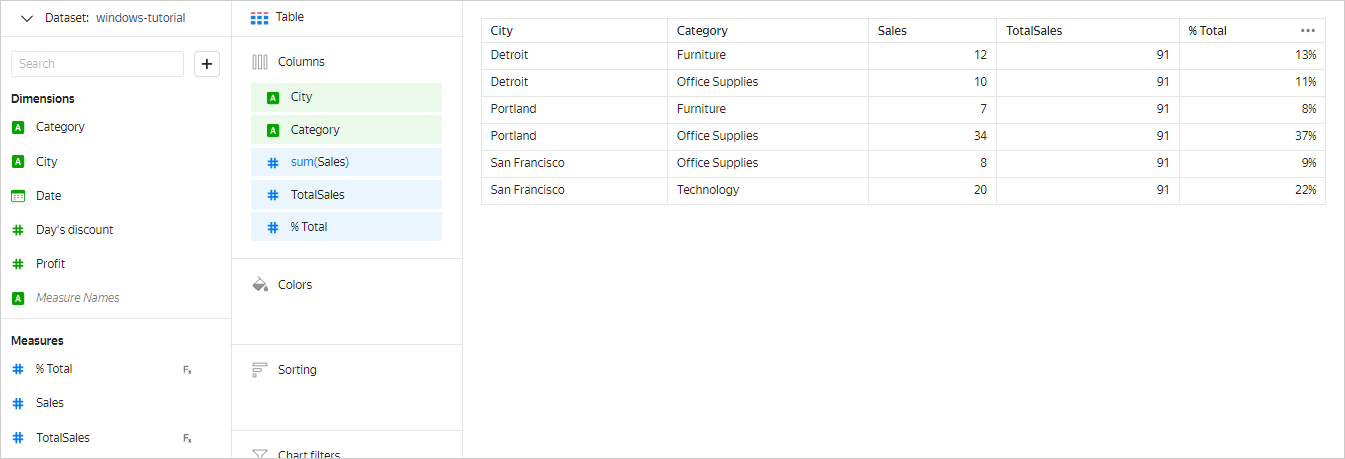 Dataset: windows-tutorial
Search
+
Dimensions
A Category
A City
Date
# Day's discount
# Profit
A Measure Names
Measures
# % Total Fx
# Sales
# TotalSales Fx
Table
Columns
A City
A Category
# sum(Sales)
# TotalSales
# % Total
Colors
Sorting
Chart filters
City Category Sales TotalSales % Total
Detroit Furniture 12 91 13%
Detroit Office Supplies 10 91 11%
Portland Furniture 7 91 8%
Portland Office Supplies 34 91 37%
San Francisco Office Supplies 8 91 9%
San Francisco Technology 20 91 22%